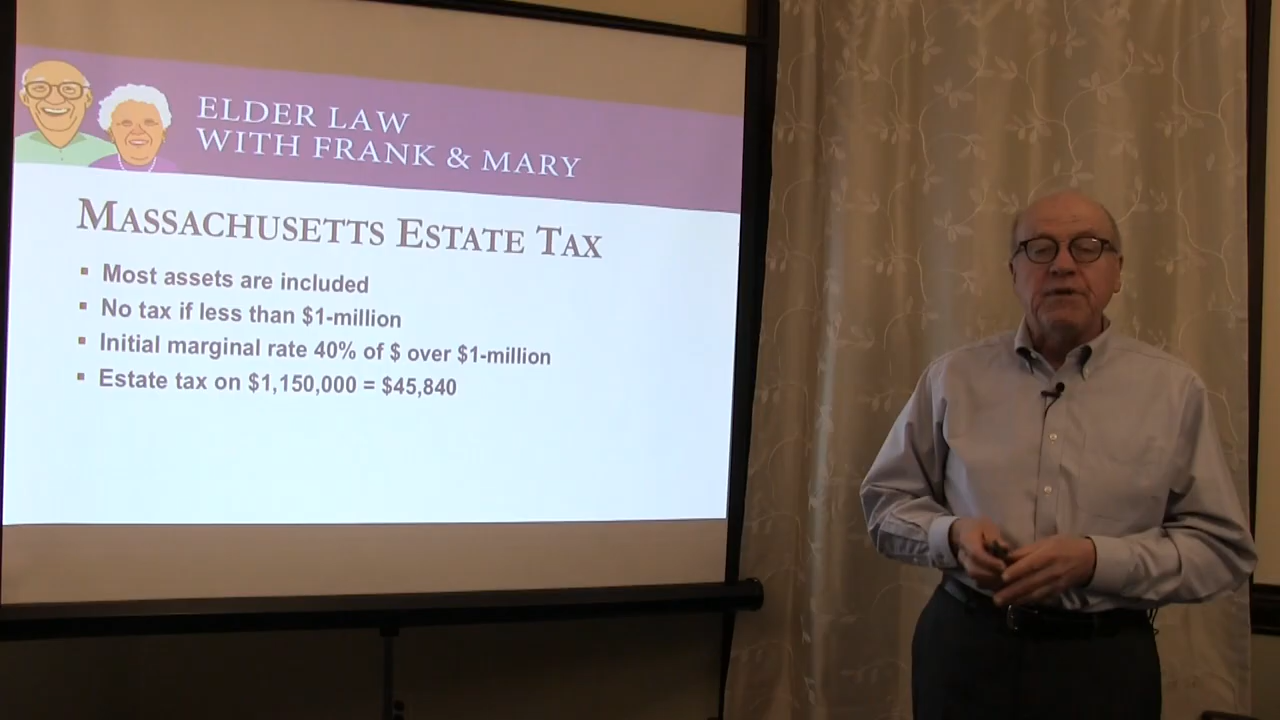 ELDER LAW
WITH FRANK & MARY
MASSACHUSETTS ESTATE TAX
Most assets are included
No tax if less than $1-million
Initial marginal rate 40% of $ over $1-million
Estate tax on $1,150,000 = $45,840